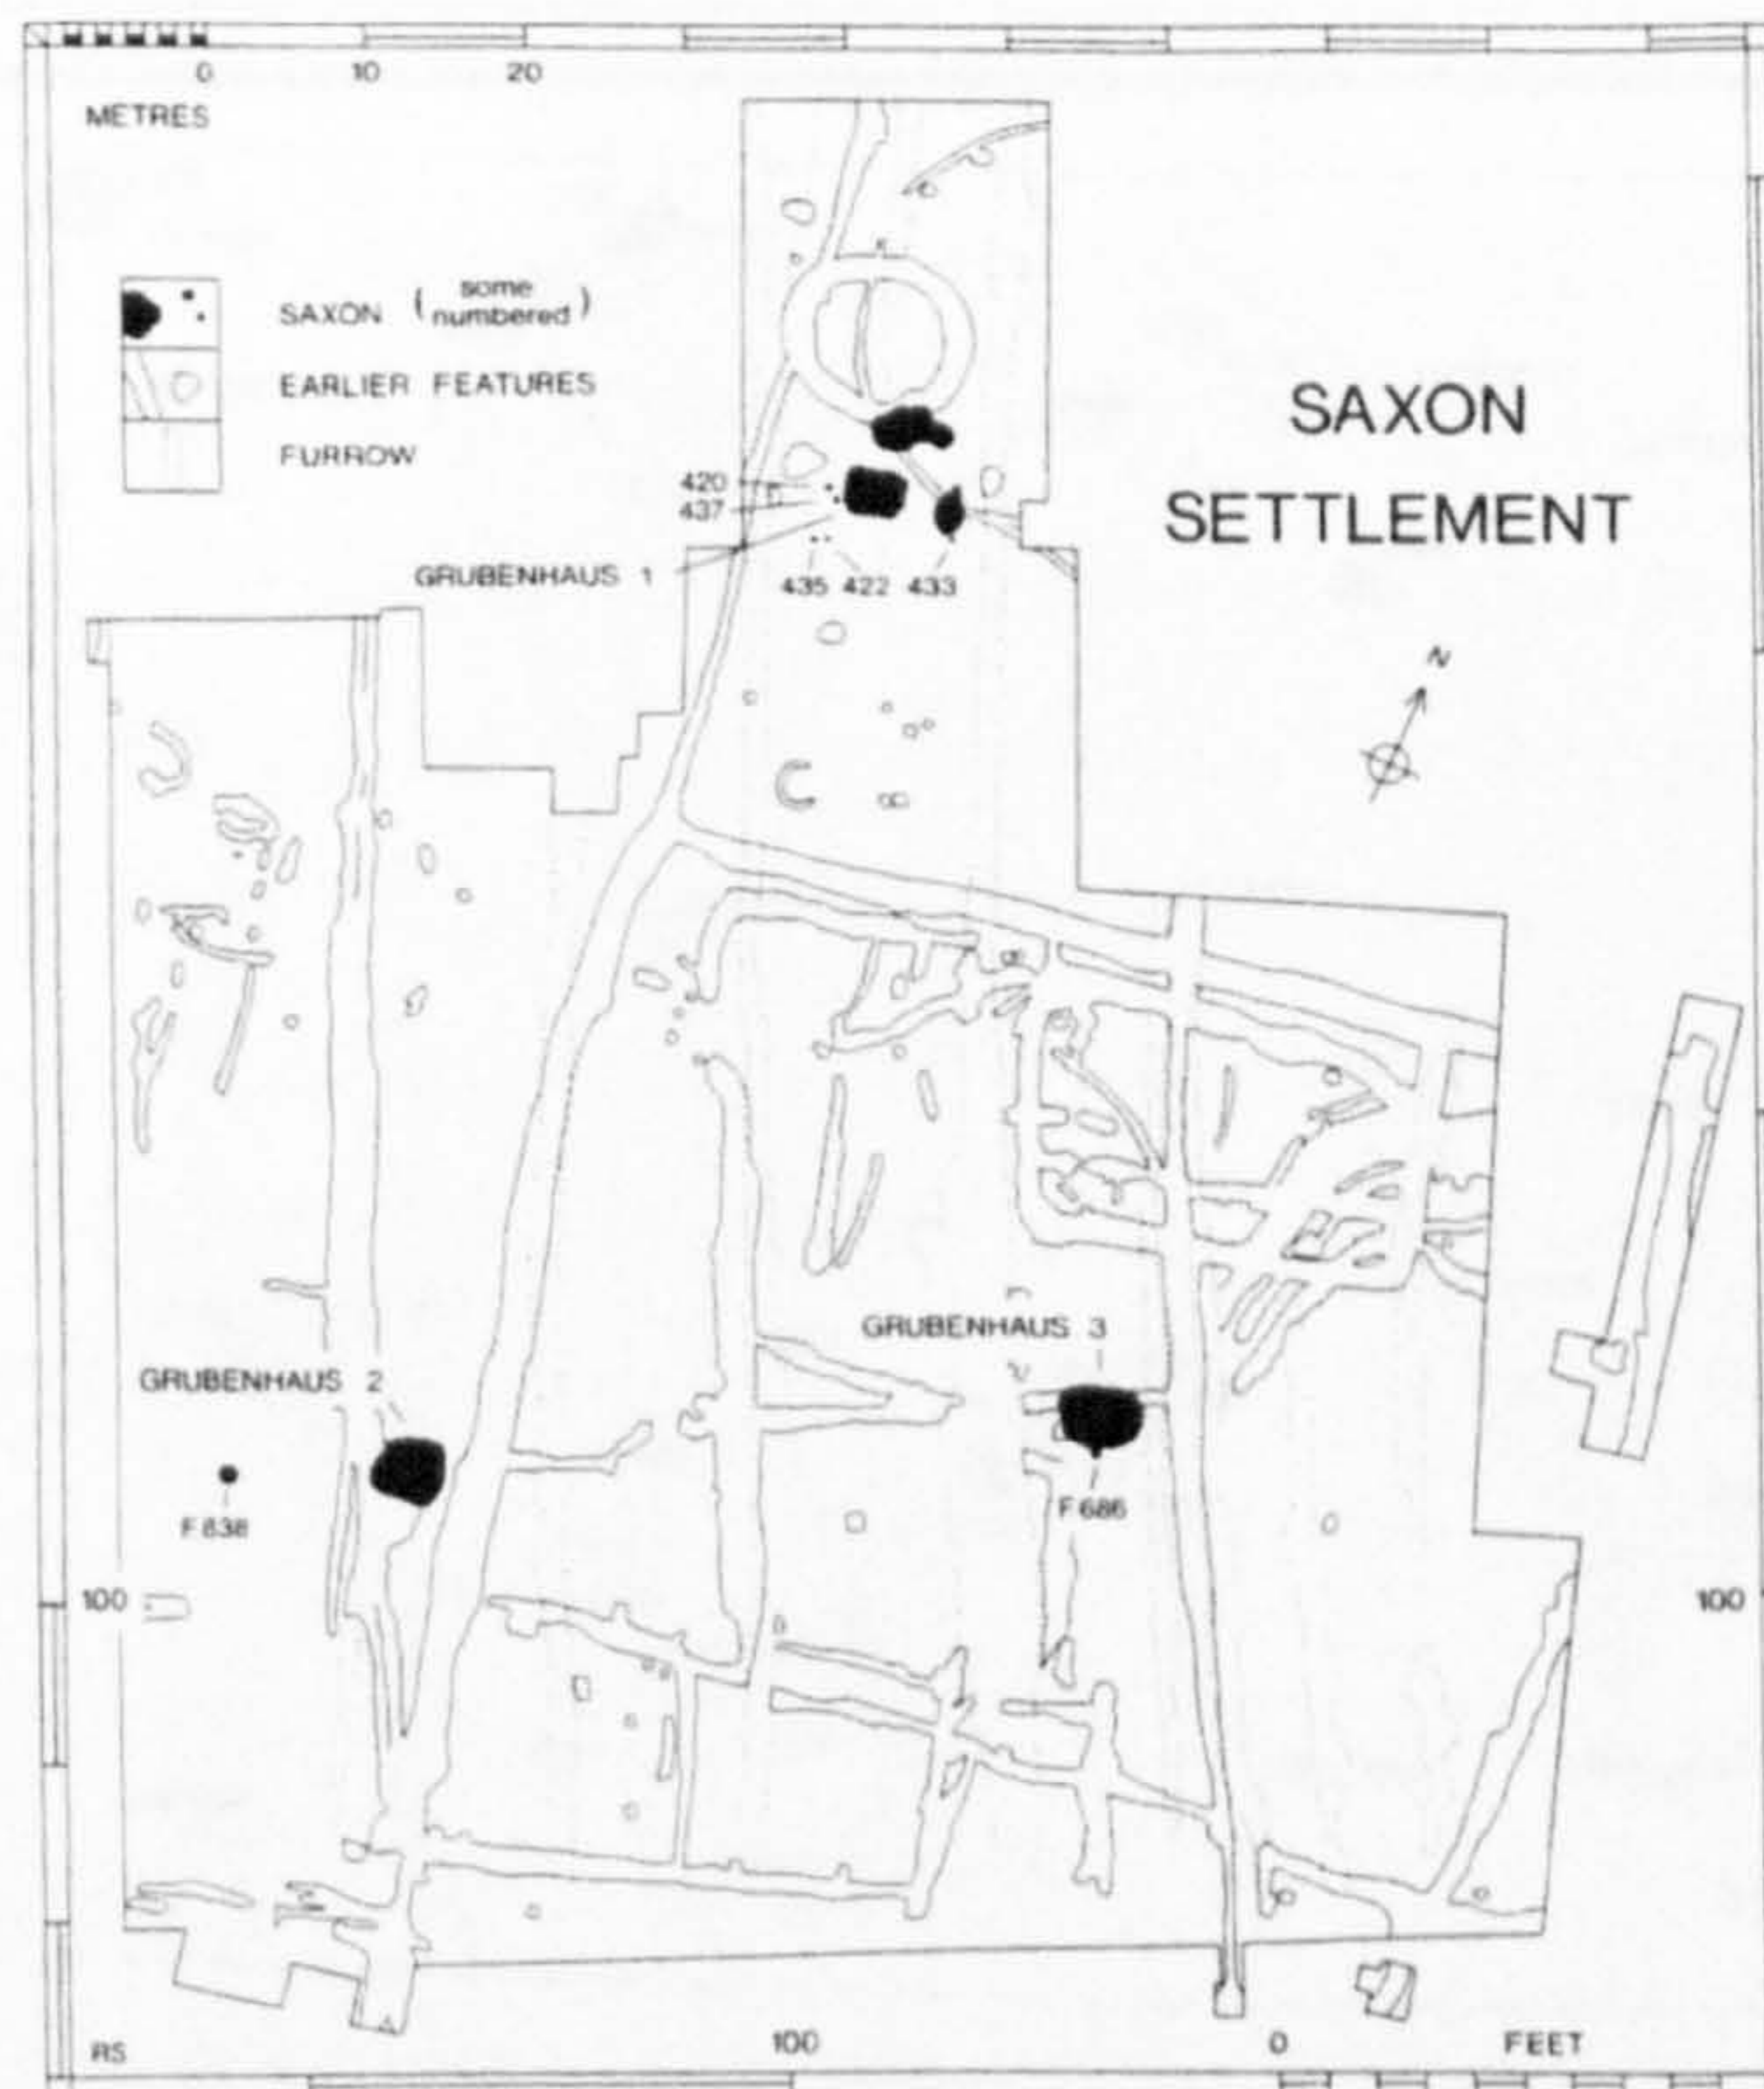 0 10 20
METRES
SAXON ( some numbered )
EARLIER FEATURES
FURROW
SAXON
SETTLEMENT
420
437
GRUBENHAUS 1
435 422 433
N
GRUBENHAUS 3
GRUBENHAUS 2
F 838
F 686
100
100
RS
100 0 FEET